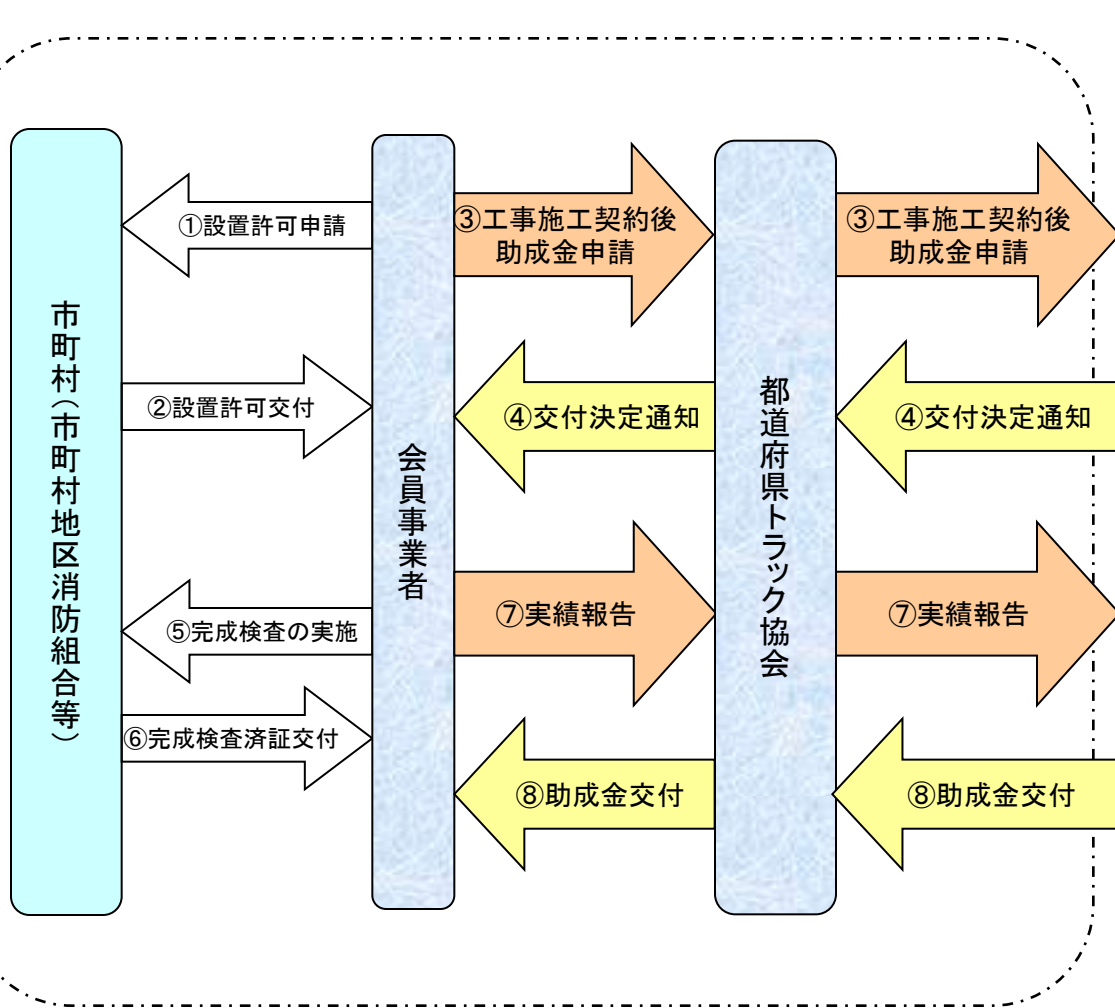 市町村（市町村地区消防組合等）
①設置許可申請
②設置許可交付
⑤完成検査の実施
⑥完成検査済証交付
会員事業者
③工事施工契約後
助成金申請
④交付決定通知
⑦実績報告
⑧助成金交付
都道府県トラック協会
③工事施工契約後
助成金申請
④交付決定通知
⑦実績報告
⑧助成金交付